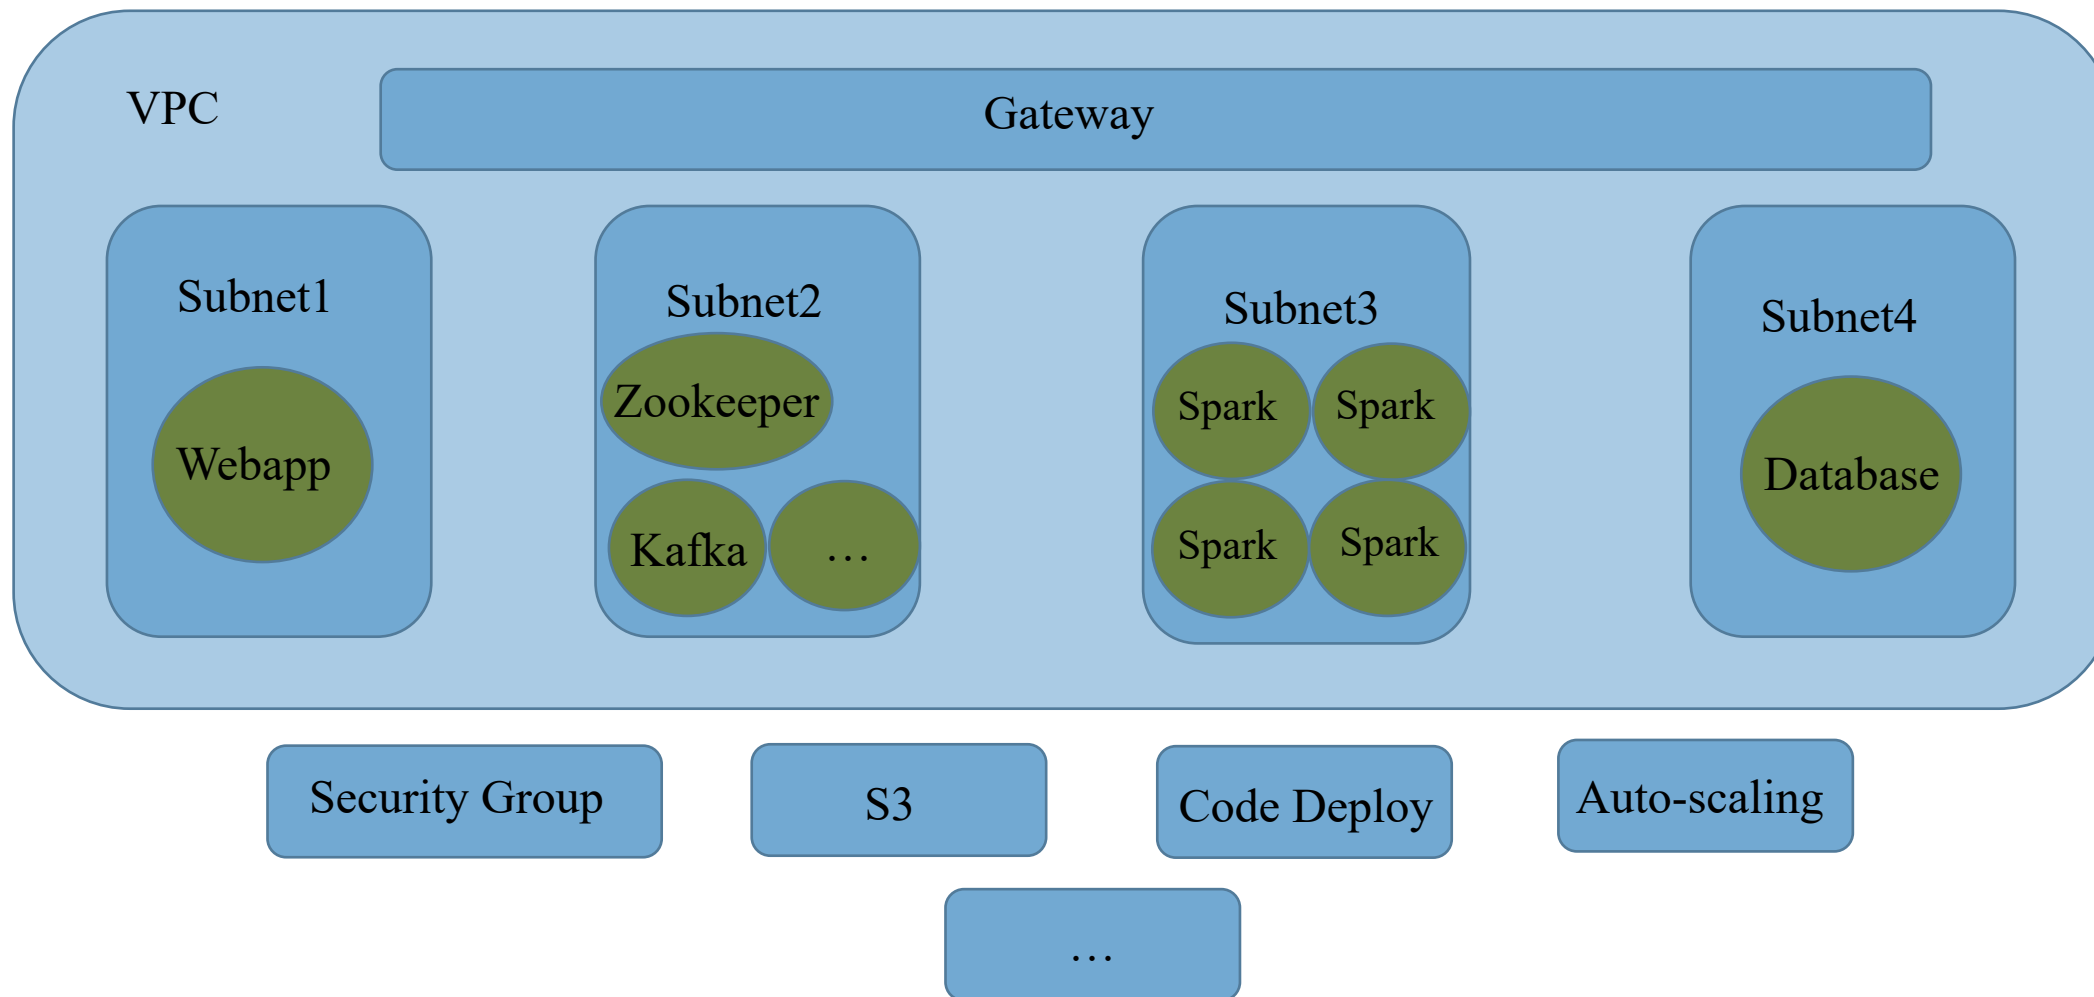 VPC
Gateway
Subnet1
Webapp
Subnet2
Zookeeper
Kafka
...
Subnet3
Spark
Spark
Spark
Spark
Subnet4
Database
Security Group
S3
Code Deploy
Auto-scaling
...